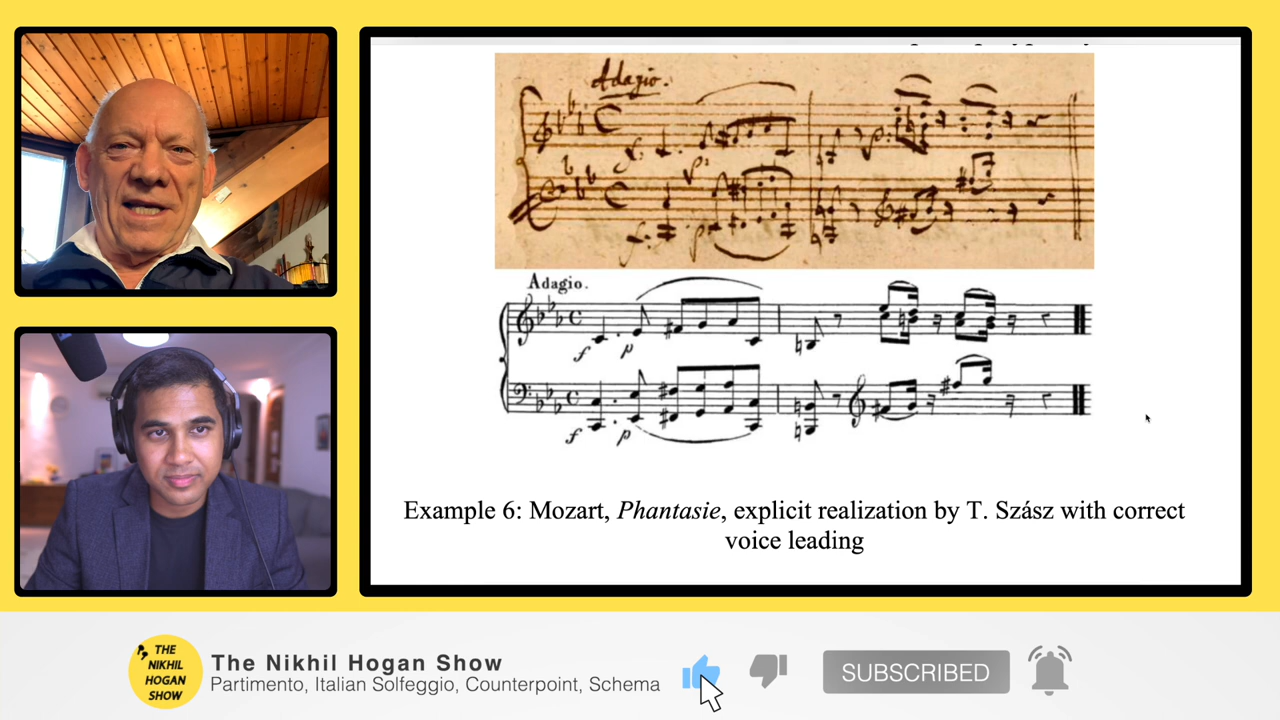 Adagio.
f: p:
f: p:
Adagio.
f p
f p
Example 6: Mozart, Phantasie, explicit realization by T. Szász with correct
voice leading
THE
NIKHIL
HOGAN
SHOW
The Nikhil Hogan Show
Partimento, Italian Solfeggio, Counterpoint, Schema
SUBSCRIBED